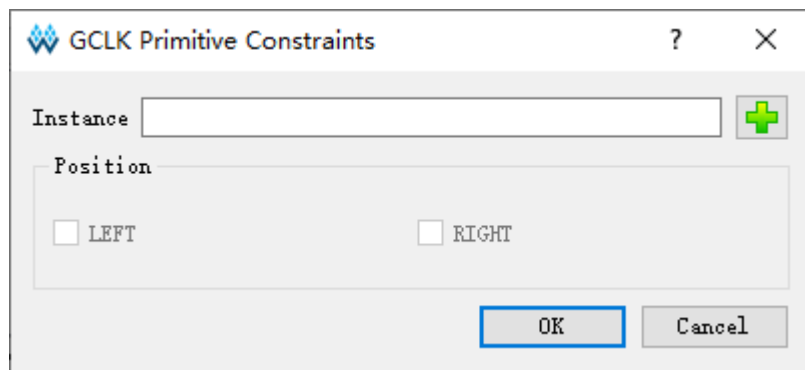 GCLK Primitive Constraints
Instance
Position
LEFT RIGHT
OK Cancel